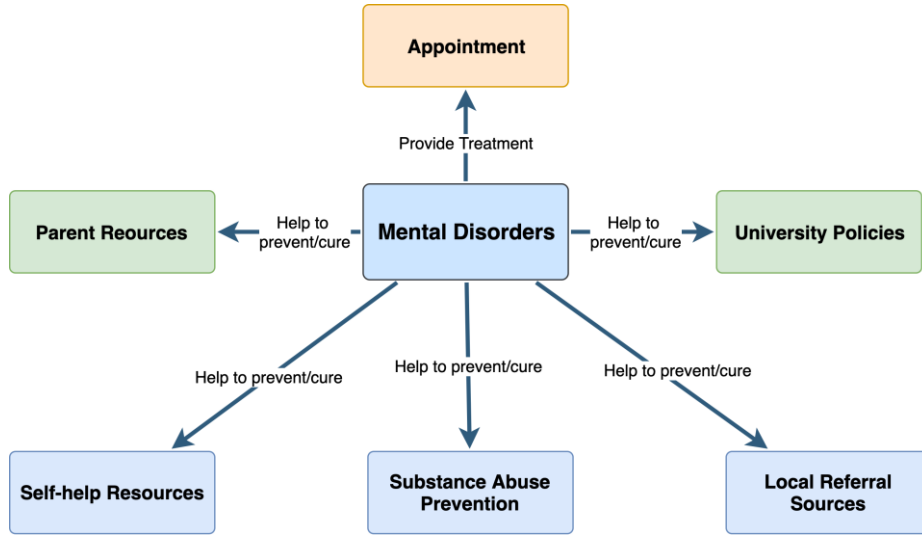 Appointment
Provide Treatment
Parent Reources
Help to
prevent/cure
Mental Disorders
Help to
prevent/cure
University Policies
Help to prevent/cure
Help to prevent/cure
Help to prevent/cure
Self-help Resources
Substance Abuse
Prevention
Local Referral
Sources